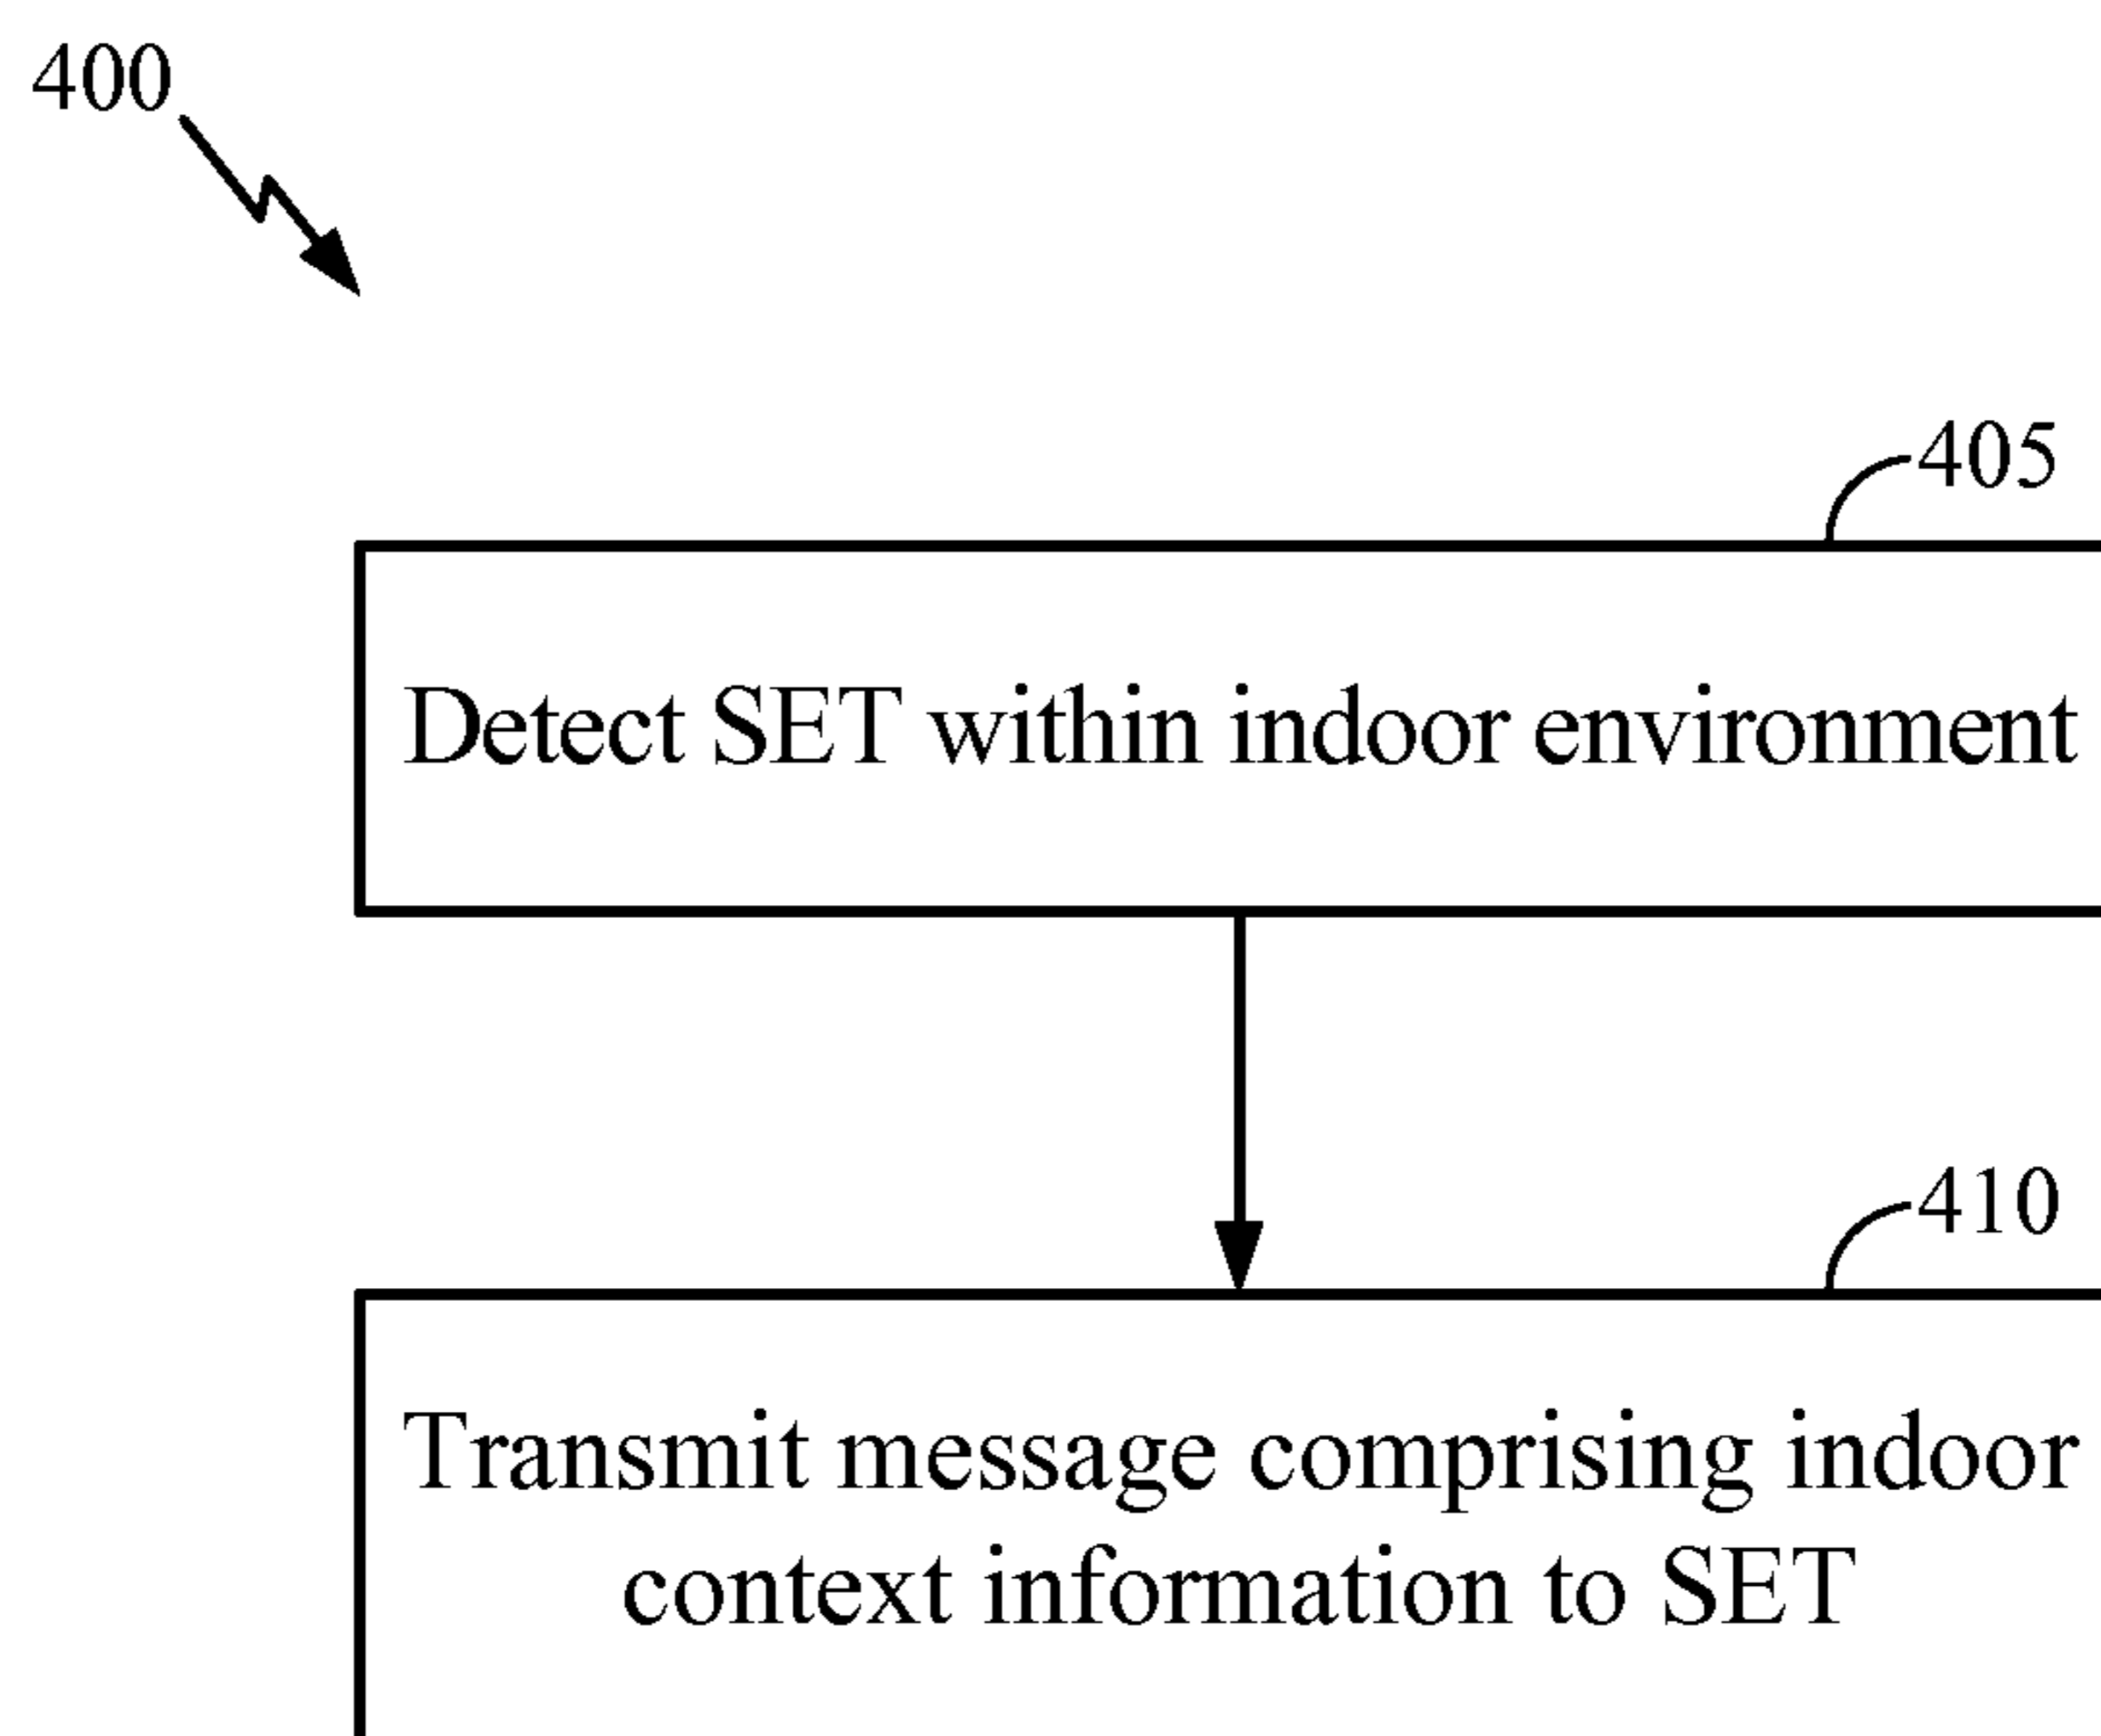 400
405
Detect SET within indoor environment
410
Transmit message comprising indoor
context information to SET